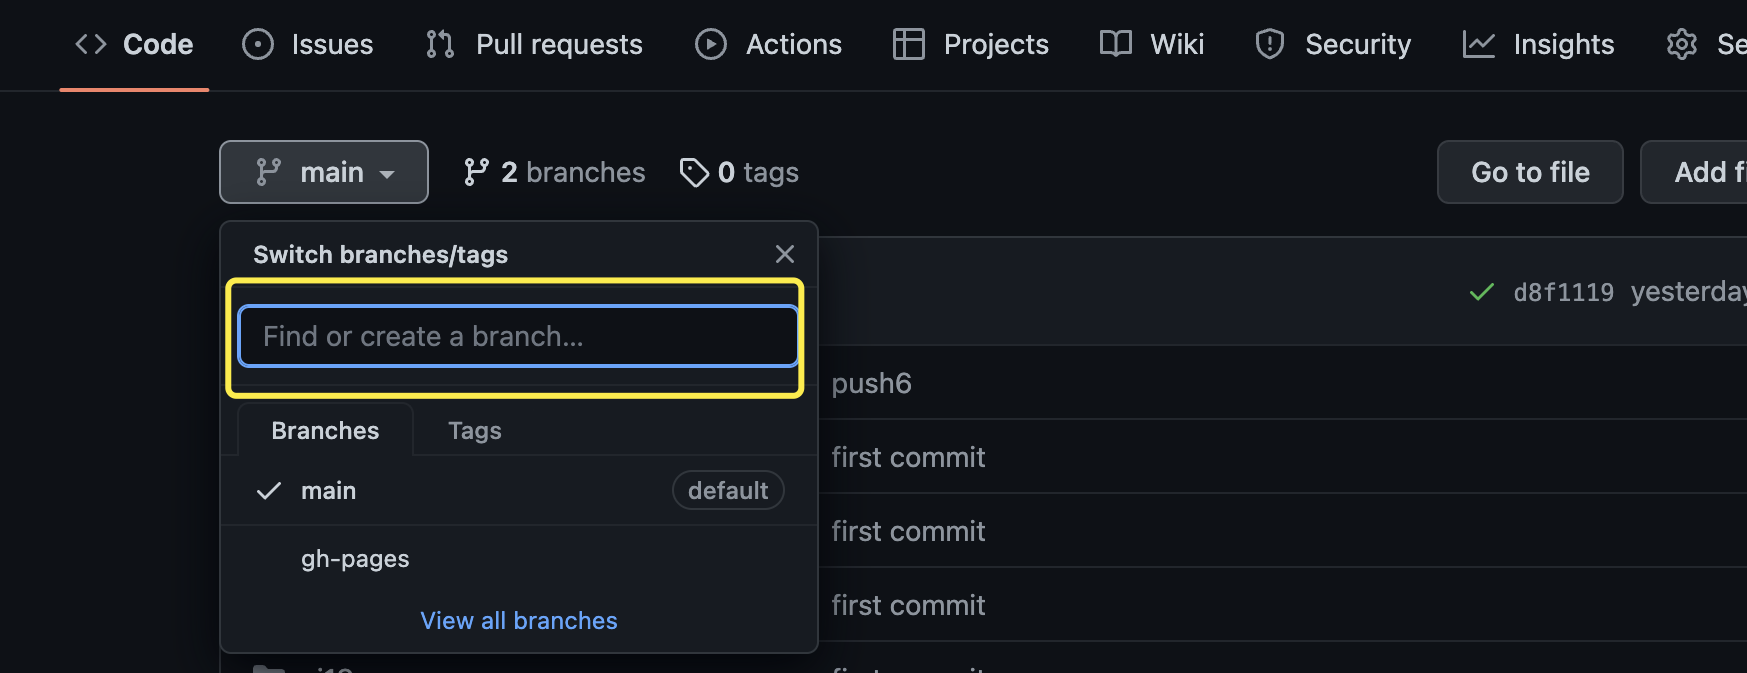 Code Issues Pull requests Actions Projects Wiki Security Insights Se
main 2 branches 0 tags Go to file Add fi
Switch branches/tags
d8f1119 yesterday
Find or create a branch...
push6
Branches Tags
first commit
main default
first commit
gh-pages
first commit
View all branches